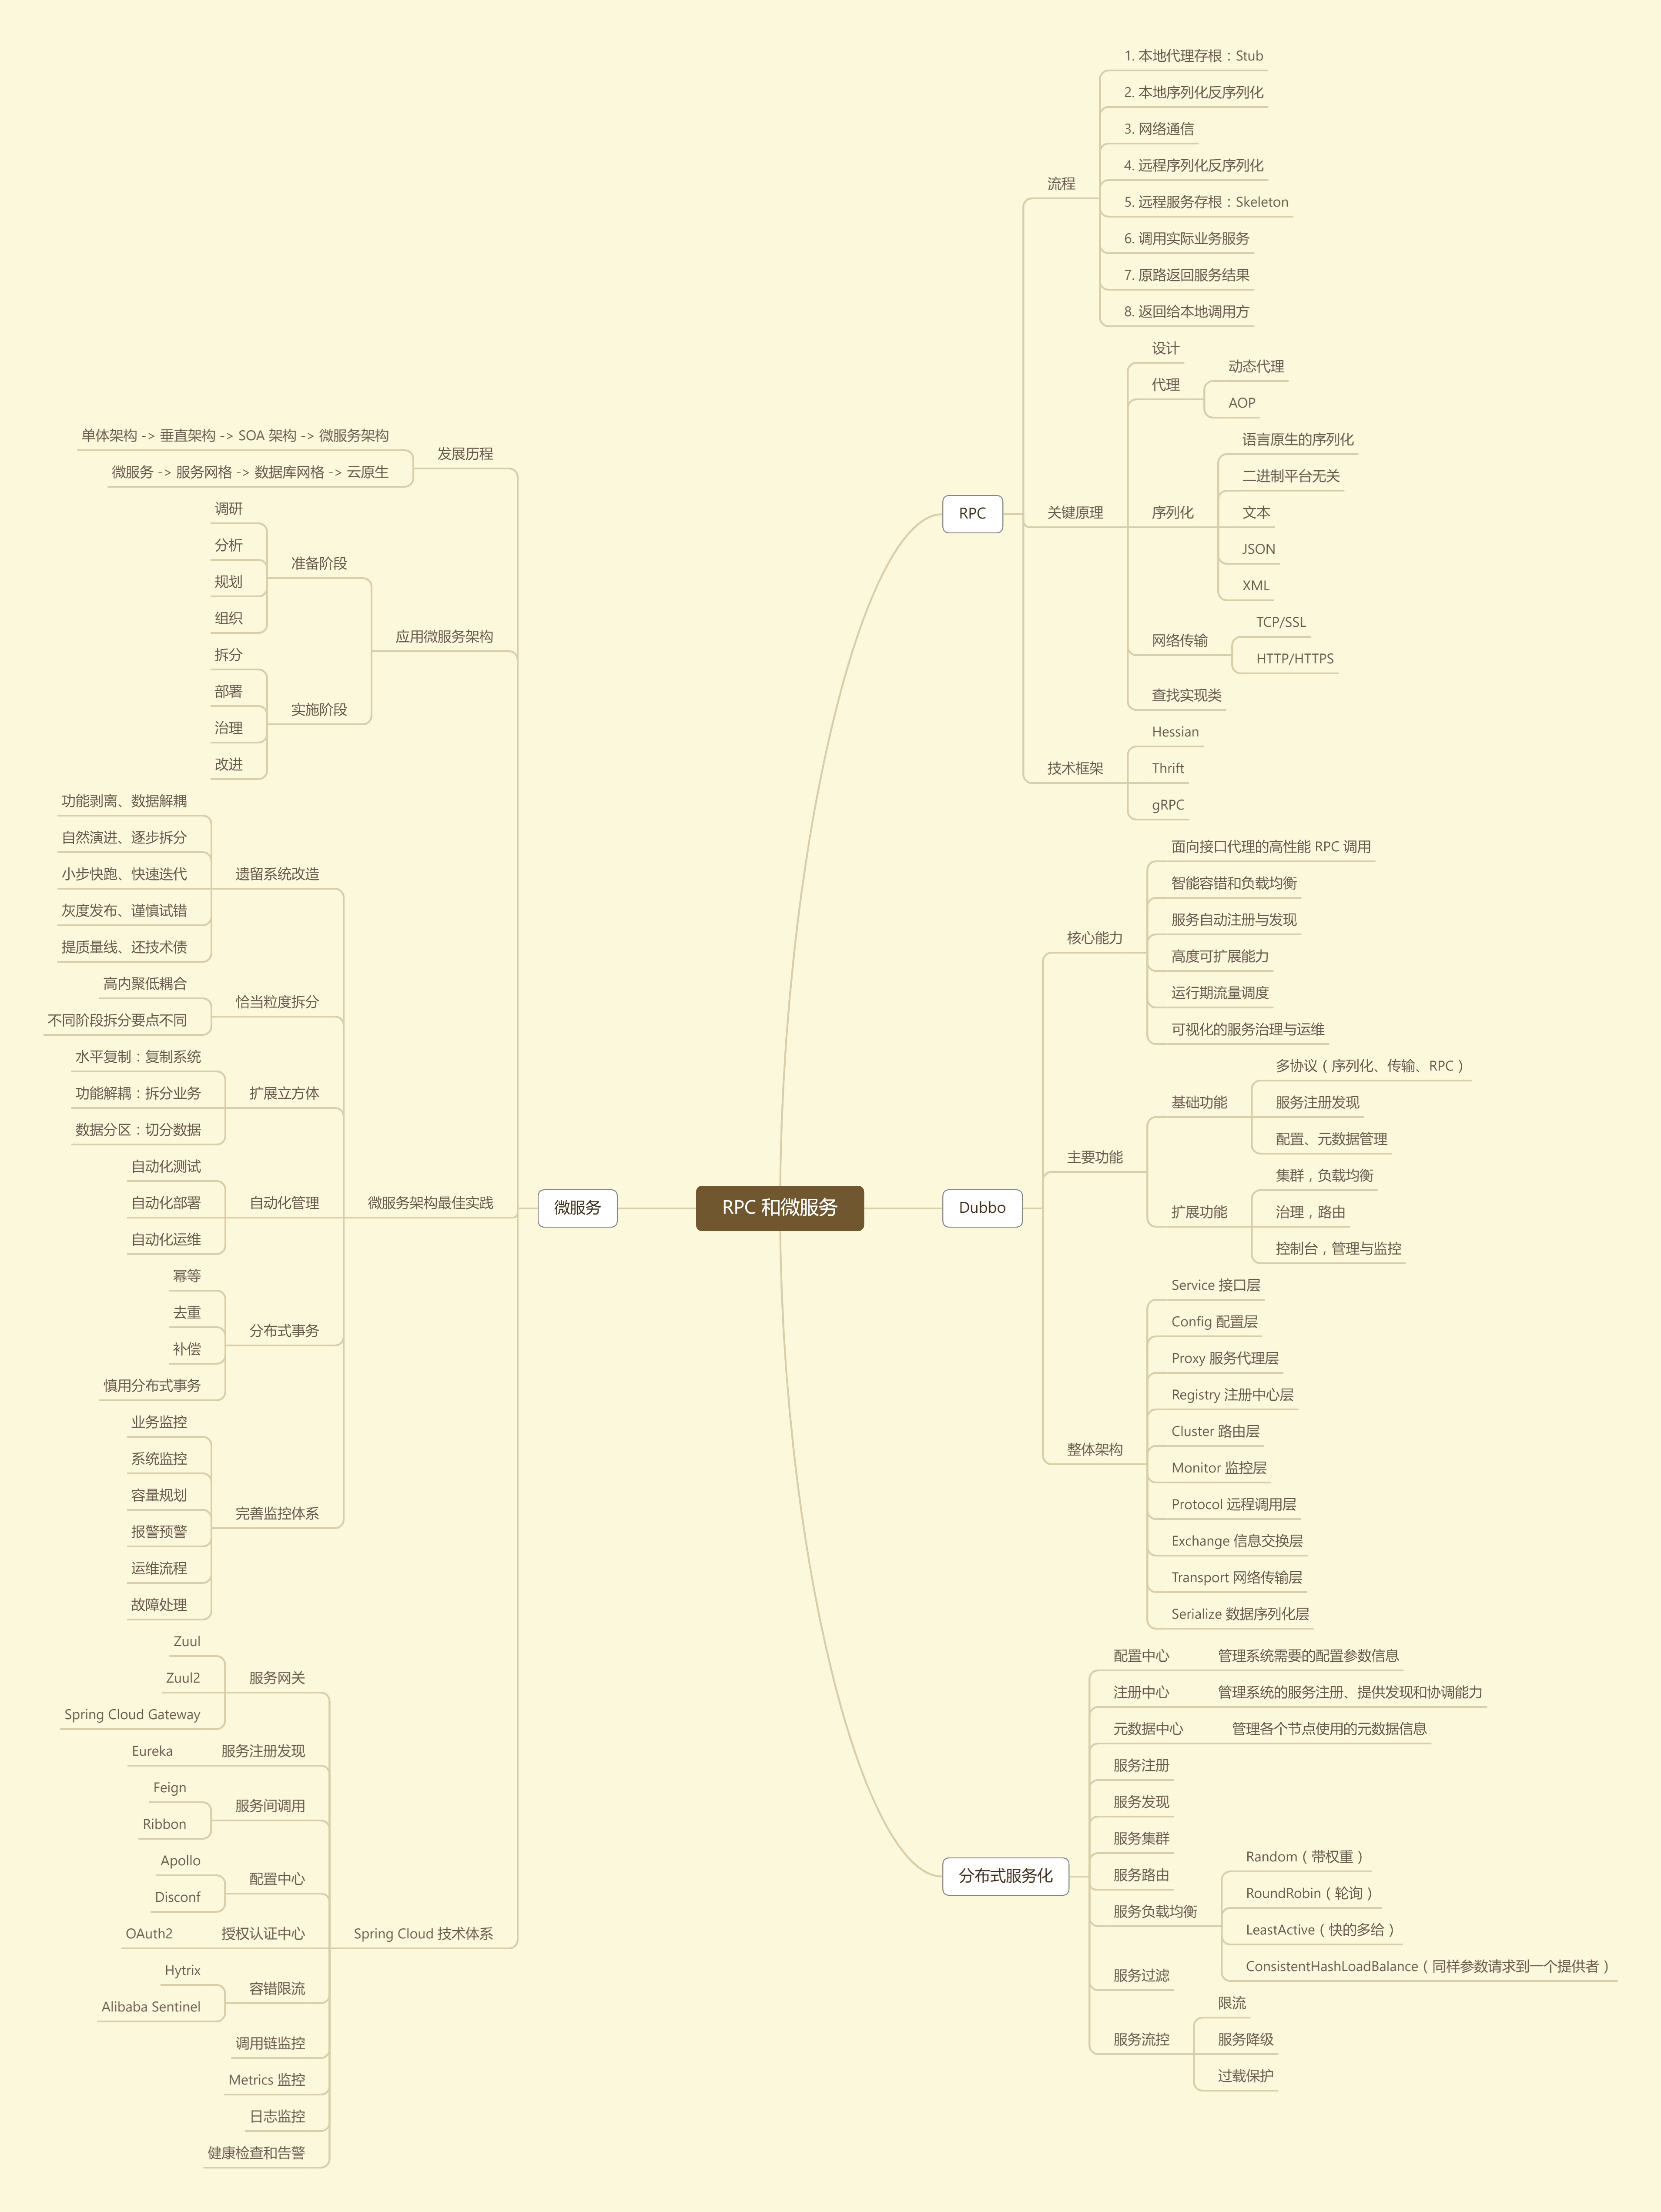 RPC 和微服务
RPC
流程
1. 本地代理存根：Stub
2. 本地序列化反序列化
3. 网络通信
4. 远程序列化反序列化
5. 远程服务存根：Skeleton
6. 调用实际业务服务
7. 原路返回服务结果
8. 返回给本地调用方
关键原理
设计
代理
动态代理
AOP
序列化
语言原生的序列化
二进制平台无关
文本
JSON
XML
网络传输
TCP/SSL
HTTP/HTTPS
查找实现类
技术框架
Hessian
Thrift
gRPC
Dubbo
核心能力
面向接口代理的高性能 RPC 调用
智能容错和负载均衡
服务自动注册与发现
高度可扩展能力
运行期流量调度
可视化的服务治理与运维
主要功能
基础功能
多协议（序列化、传输、RPC）
服务注册发现
配置、元数据管理
扩展功能
集群，负载均衡
治理，路由
控制台，管理与监控
整体架构
Service 接口层
Config 配置层
Proxy 服务代理层
Registry 注册中心层
Cluster 路由层
Monitor 监控层
Protocol 远程调用层
Exchange 信息交换层
Transport 网络传输层
Serialize 数据序列化层
分布式服务化
配置中心
管理系统需要的配置参数信息
注册中心
管理系统的服务注册、提供发现和协调能力
元数据中心
管理各个节点使用的元数据信息
服务注册
服务发现
服务集群
服务路由
服务负载均衡
Random（带权重）
RoundRobin（轮询）
LeastActive（快的多给）
ConsistentHashLoadBalance（同样参数请求到一个提供者）
服务过滤
服务流控
限流
服务降级
过载保护
微服务
发展历程
单体架构 -> 垂直架构 -> SOA 架构 -> 微服务架构
微服务 -> 服务网格 -> 数据库网格 -> 云原生
应用微服务架构
准备阶段
调研
分析
规划
组织
实施阶段
拆分
部署
治理
改进
微服务架构最佳实践
遗留系统改造
功能剥离、数据解耦
自然演进、逐步拆分
小步快跑、快速迭代
灰度发布、谨慎试错
提质量线、还技术债
恰当粒度拆分
高内聚低耦合
不同阶段拆分要点不同
扩展立方体
水平复制：复制系统
功能解耦：拆分业务
数据分区：切分数据
自动化管理
自动化测试
自动化部署
自动化运维
分布式事务
幂等
去重
补偿
慎用分布式事务
完善监控体系
业务监控
系统监控
容量规划
报警预警
运维流程
故障处理
Spring Cloud 技术体系
服务网关
Zuul
Zuul2
Spring Cloud Gateway
服务注册发现
Eureka
服务间调用
Feign
Ribbon
配置中心
Apollo
Disconf
授权认证中心
OAuth2
容错限流
Hytrix
Alibaba Sentinel
调用链监控
Metrics 监控
日志监控
健康检查和告警